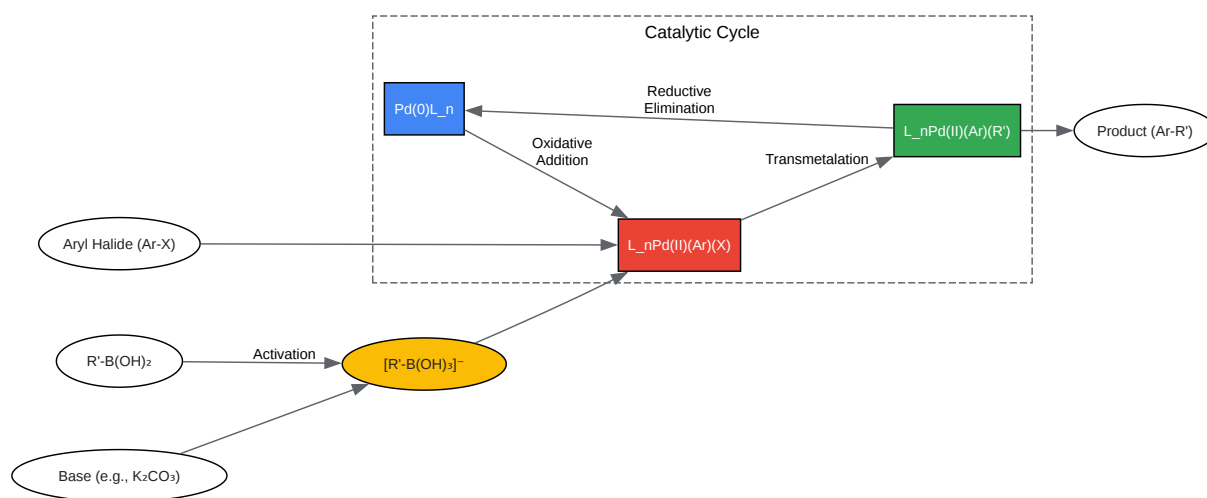 Catalytic Cycle
Reductive
Elimination
Pd(0)L_n
L_nPd(II)(Ar)(R')
Product (Ar-R')
Oxidative
Addition
Transmetalation
Aryl Halide (Ar-X)
L_nPd(II)(Ar)(X)
R'-B(OH)₂
Activation
[R'-B(OH)₃]⁻
Base (e.g., K₂CO₃)